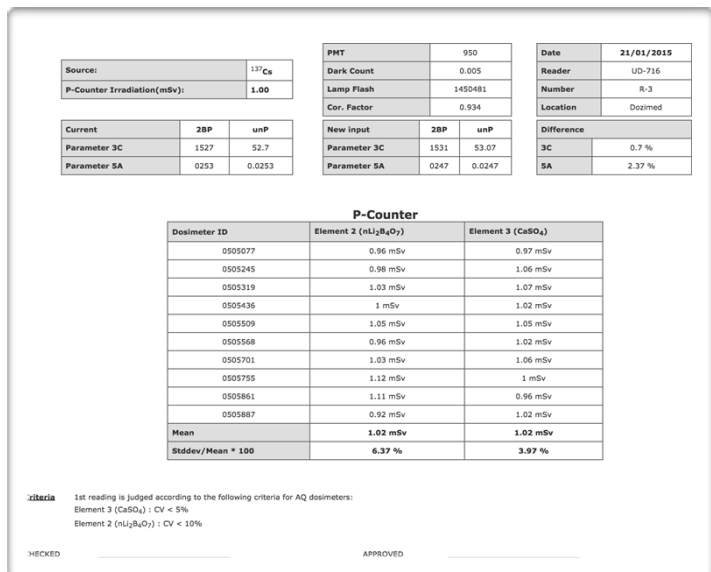 Source: 137Cs
P-Counter Irradiation(mSv): 1.00
PMT 950
Dark Count 0.005
Lamp Flash 1450481
Cor. Factor 0.934
Date 21/01/2015
Reader UD-716
Number R-3
Location Dozimed
Current 2BP unP
Parameter 3C 1527 52.7
Parameter 5A 0253 0.0253
New input 2BP unP
Parameter 3C 1531 53.07
Parameter 5A 0247 0.0247
Difference
3C 0.7 %
5A 2.37 %
P-Counter
Dosimeter ID Element 2 (nLi2B4O7) Element 3 (CaSO4)
0505077 0.96 mSv 0.97 mSv
0505245 0.98 mSv 1.06 mSv
0505319 1.03 mSv 1.07 mSv
0505436 1 mSv 1.02 mSv
0505509 1.05 mSv 1.05 mSv
0505568 0.96 mSv 1.02 mSv
0505701 1.03 mSv 1.06 mSv
0505755 1.12 mSv 1 mSv
0505861 1.11 mSv 0.96 mSv
0505887 0.92 mSv 1.02 mSv
Mean 1.02 mSv 1.02 mSv
Stddev/Mean * 100 6.37 % 3.97 %
riteria 1st reading is judged according to the following criteria for AQ dosimeters:
Element 3 (CaSO4) : CV < 5%
Element 2 (nLi2B4O7) : CV < 10%
HECKED APPROVED